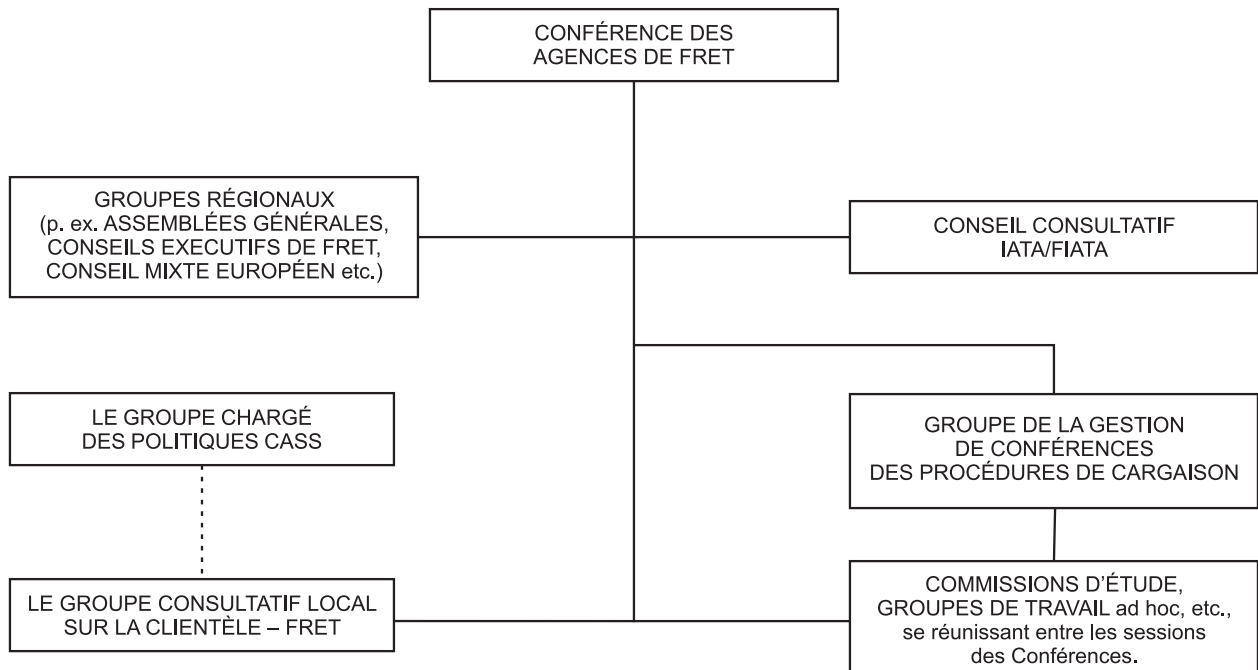 CONFÉRENCE DES
AGENCES DE FRET
GROUPES RÉGIONAUX
(p. ex. ASSEMBLÉES GÉNÉRALES,
CONSEILS EXECUTIFS DE FRET,
CONSEIL MIXTE EUROPÉEN etc.)
CONSEIL CONSULTATIF
IATA/FIATA
LE GROUPE CHARGÉ
DES POLITIQUES CASS
GROUPE DE LA GESTION
DE CONFÉRENCES
DES PROCÉDURES DE CARGAISON
LE GROUPE CONSULTATIF LOCAL
SUR LA CLIENTÈLE – FRET
COMMISSIONS D'ÉTUDE,
GROUPES DE TRAVAIL ad hoc, etc.,
se réunissant entre les sessions
des Conférences.